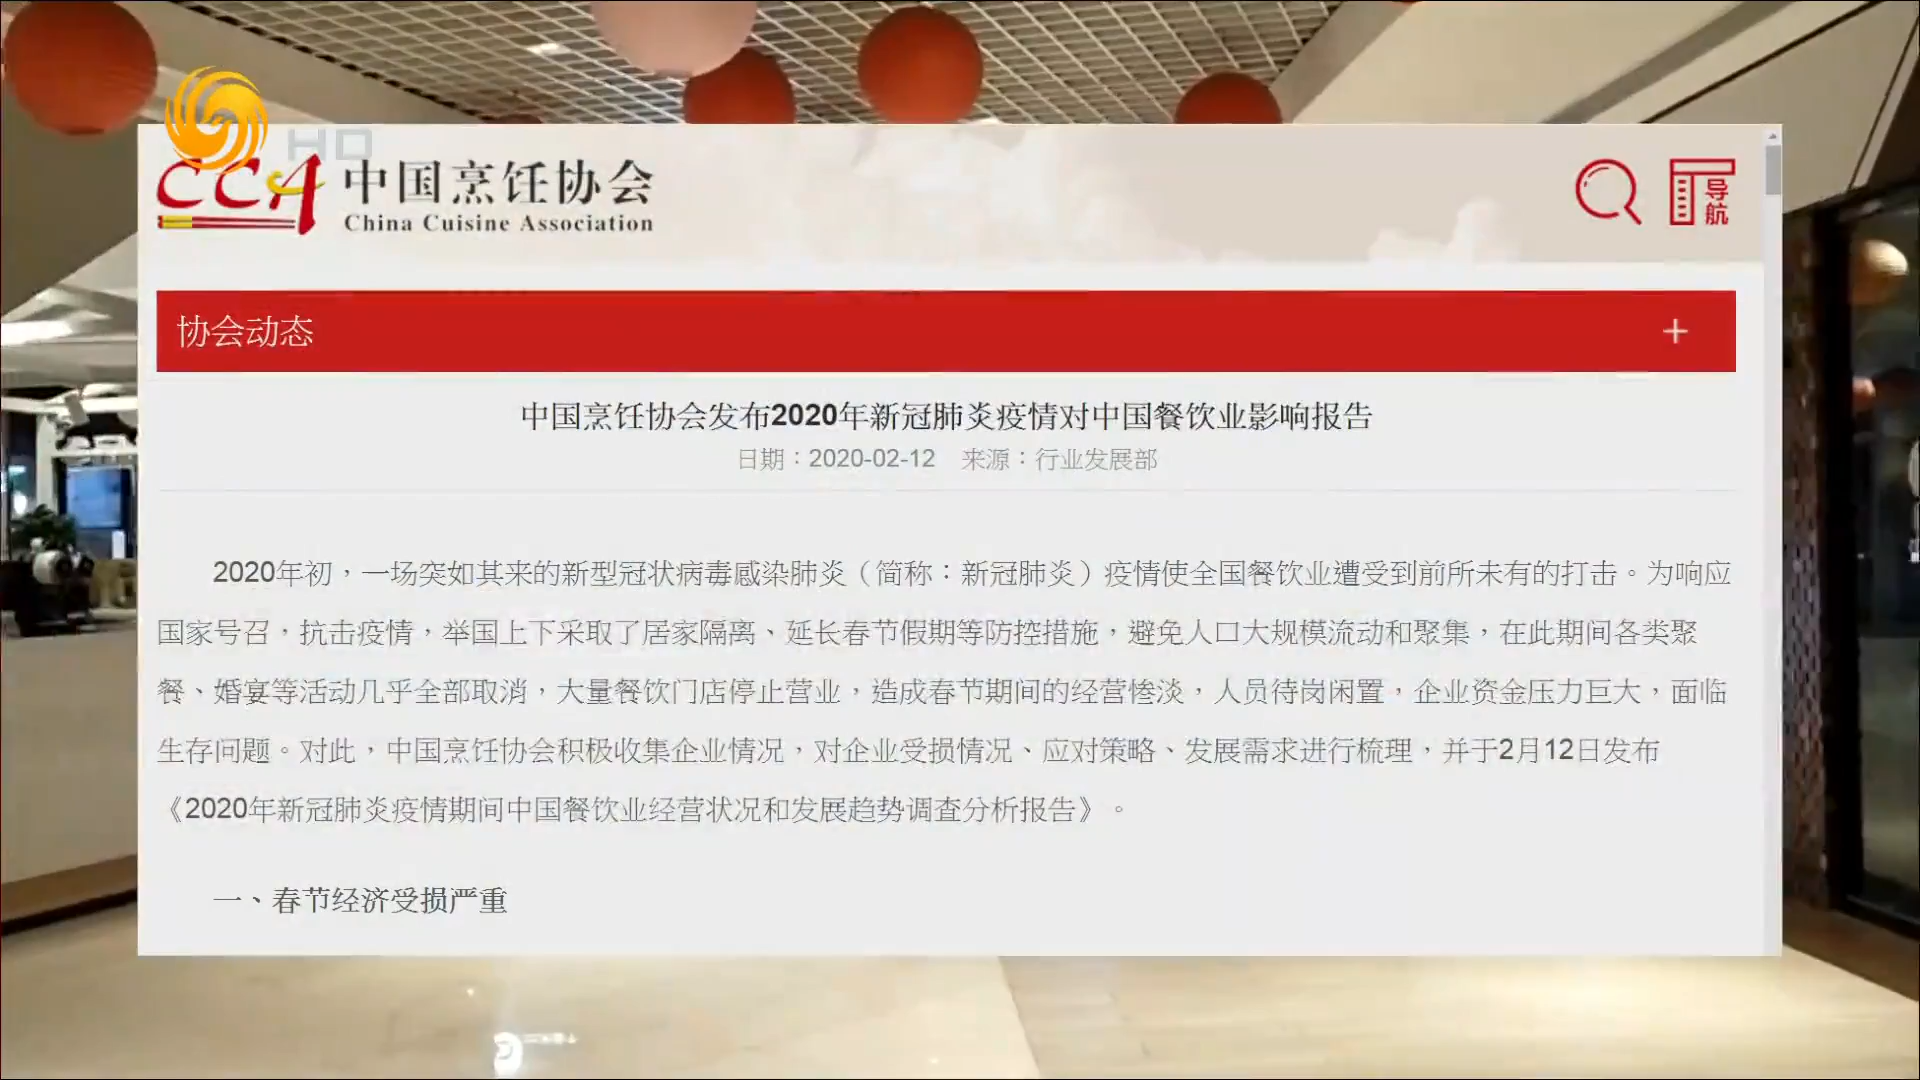 HD
CCA 中国烹饪协会
China Cuisine Association
导航
协会动态 +
中国烹饪协会发布2020年新冠肺炎疫情对中国餐饮业影响报告
日期：2020-02-12 来源：行业发展部
2020年初，一场突如其来的新型冠状病毒感染肺炎（简称：新冠肺炎）疫情使全国餐饮业遭受到前所未有的打击。为响应
国家号召，抗击疫情，举国上下采取了居家隔离、延长春节假期等防控措施，避免人口大规模流动和聚集，在此期间各类聚
餐、婚宴等活动几乎全部取消，大量餐饮门店停止营业，造成春节期间的经营惨淡，人员待岗闲置，企业资金压力巨大，面临
生存问题。对此，中国烹饪协会积极收集企业情况，对企业受损情况、应对策略、发展需求进行梳理，并于2月12日发布
《2020年新冠肺炎疫情期间中国餐饮业经营状况和发展趋势调查分析报告》。
一、春节经济受损严重